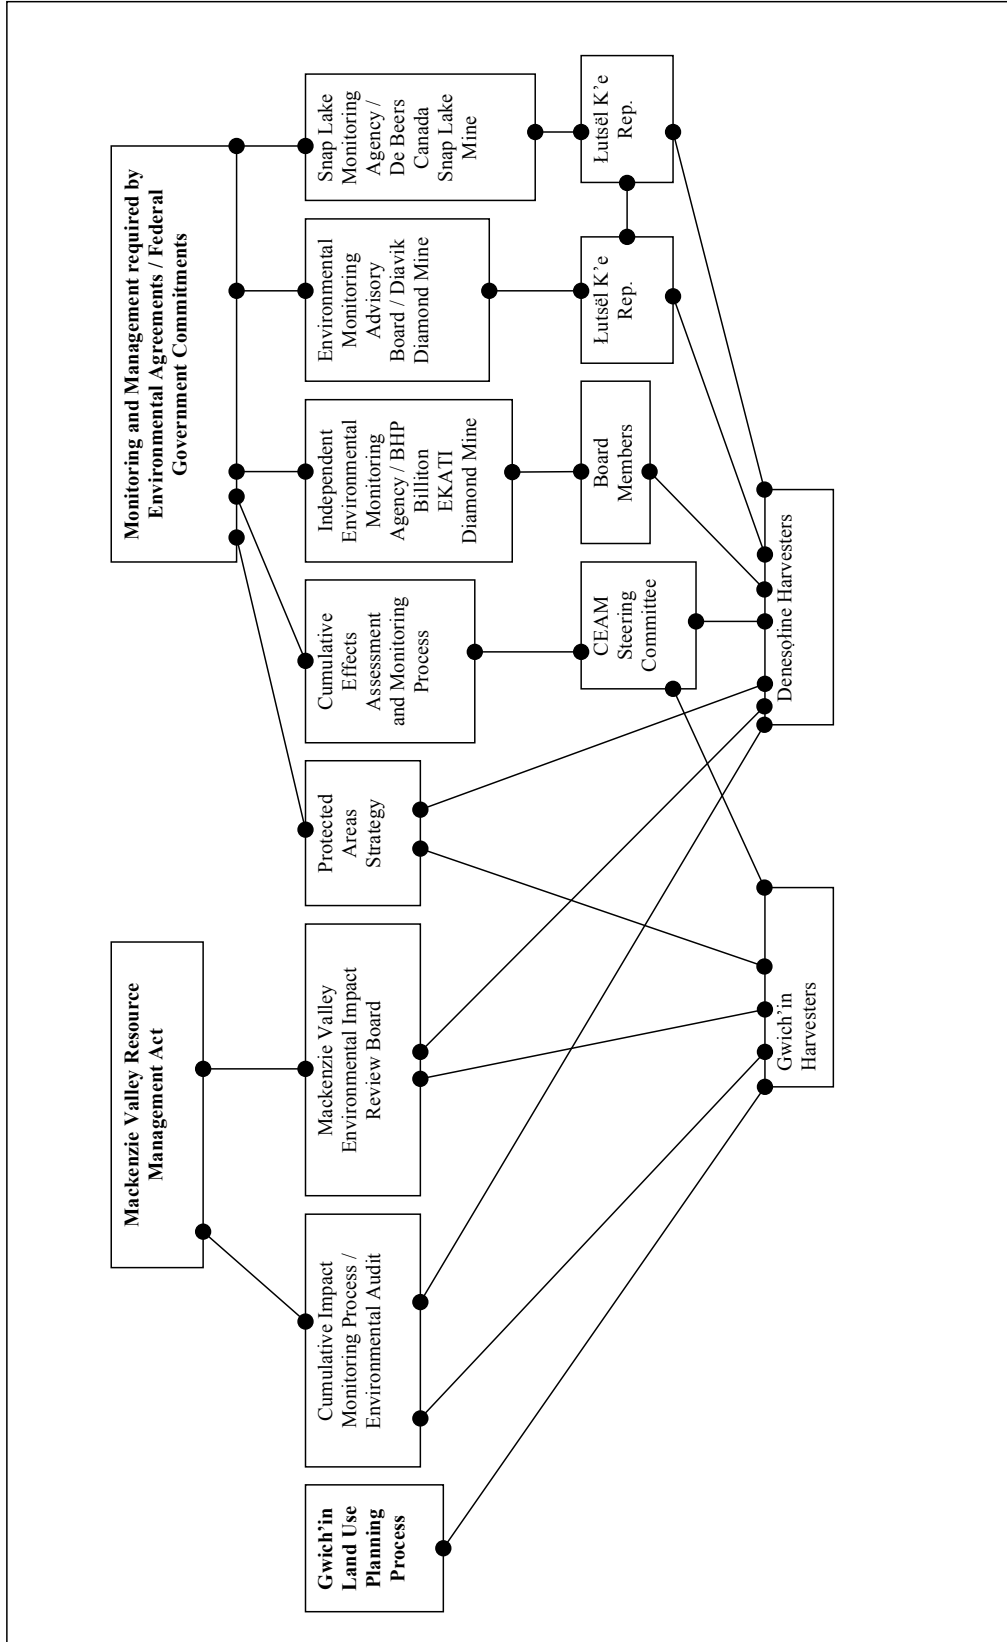 Mackenzie Valley Resource
Management Act
Monitoring and Management required by
Environmental Agreements / Federal
Government Commitments
Gwich’in
Land Use
Planning
Process
Cumulative Impact
Monitoring Process /
Environmental Audit
Mackenzie Valley
Environmental Impact
Review Board
Protected
Areas
Strategy
Cumulative
Effects
Assessment
and Monitoring
Process
Independent
Environmental
Monitoring
Agency / BHP
Billiton
EKATI
Diamond Mine
Environmental
Monitoring
Advisory
Board / Diavik
Diamond Mine
Snap Lake
Monitoring
Agency /
De Beers
Canada
Snap Lake
Mine
CEAM
Steering
Committee
Board
Members
Łutsël K’e
Rep.
Łutsël K’e
Rep.
Gwich’in
Harvesters
Denesǫłine Harvesters